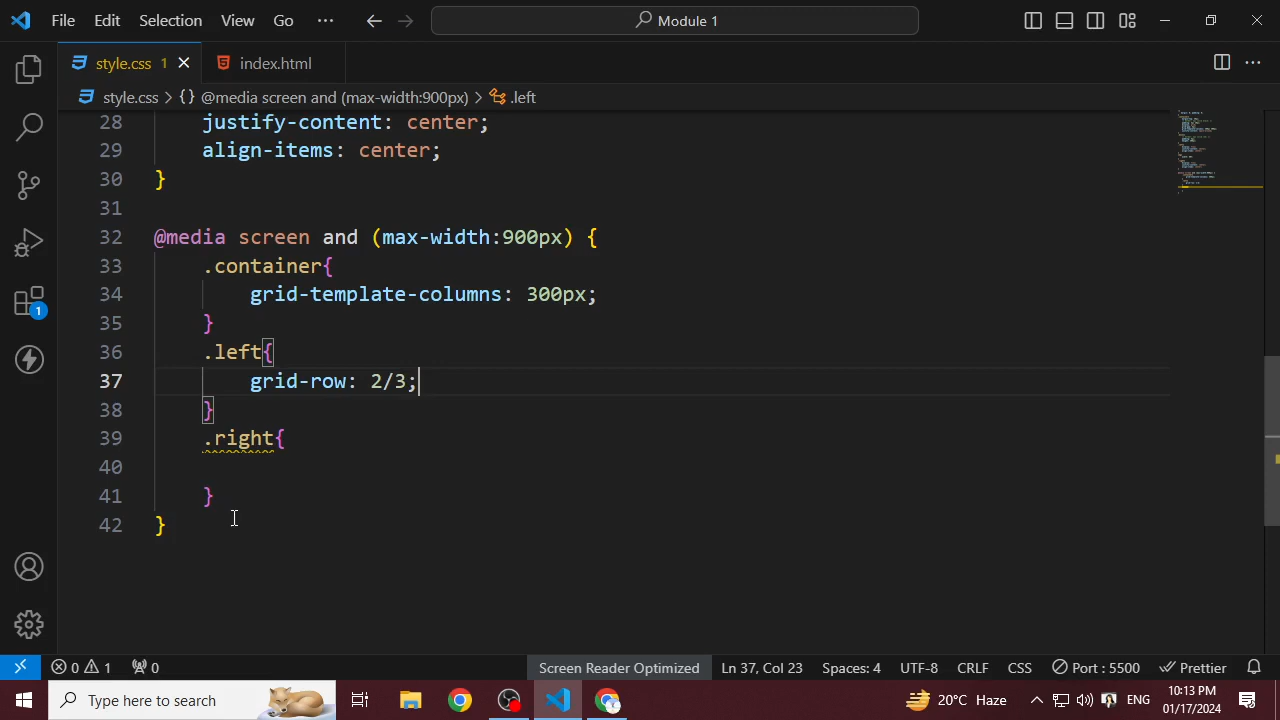 File Edit Selection View Go ... Module 1
style.css 1 index.html
style.css > {} @media screen and (max-width:900px) > .left
28 justify-content: center;
29 align-items: center;
30 }
31
32 @media screen and (max-width:900px) {
33 .container{
34 grid-template-columns: 300px;
35 }
36 .left{
37 grid-row: 2/3;
38 }
39 .right{
40
41 }
42 }
1
0 1 0 Screen Reader Optimized Ln 37, Col 23 Spaces: 4 UTF-8 CRLF CSS Port : 5500 Prettier
Type here to search 20°C Haze ENG 10:13 PM
01/17/2024